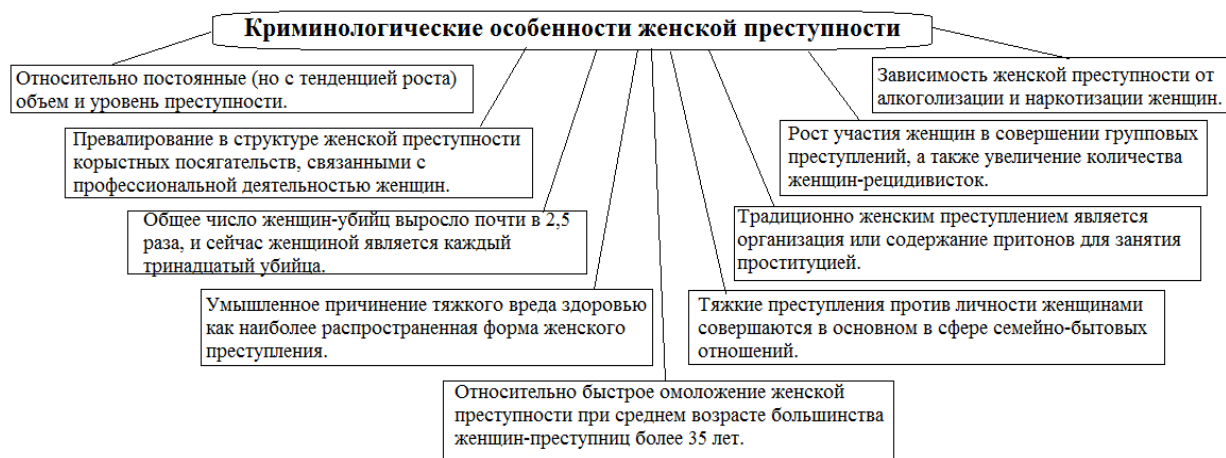 Криминологические особенности женской преступности
Относительно постоянные (но с тенденцией роста)
объем и уровень преступности.
Зависимость женской преступности от
алкоголизации и наркотизации женщин.
Превалирование в структуре женской преступности
корыстных посягательств, связанными с
профессиональной деятельностью женщин.
Рост участия женщин в совершении групповых
преступлений, а также увеличение количества
женщин-рецидивисток.
Общее число женщин-убийц выросло почти в 2,5
раза, и сейчас женщиной является каждый
тринадцатый убийца.
Традиционно женским преступлением является
организация или содержание притонов для занятия
проституцией.
Умышленное причинение тяжкого вреда здоровью
как наиболее распространенная форма женского
преступления.
Тяжкие преступления против личности женщинами
совершаются в основном в сфере семейно-бытовых
отношений.
Относительно быстрое омоложение женской
преступности при среднем возрасте большинства
женщин-преступниц более 35 лет.